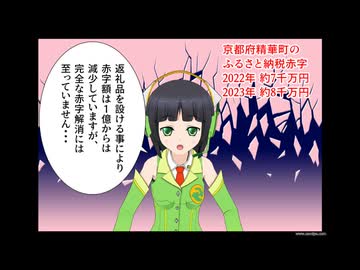 京都府精華町の
ふるさと納税赤字
2022年 約7千万円
2023年 約8千万円
返礼品を設ける事により
赤字額は１億からは
減少していますが、
完全な赤字解消には
至っていません・・・